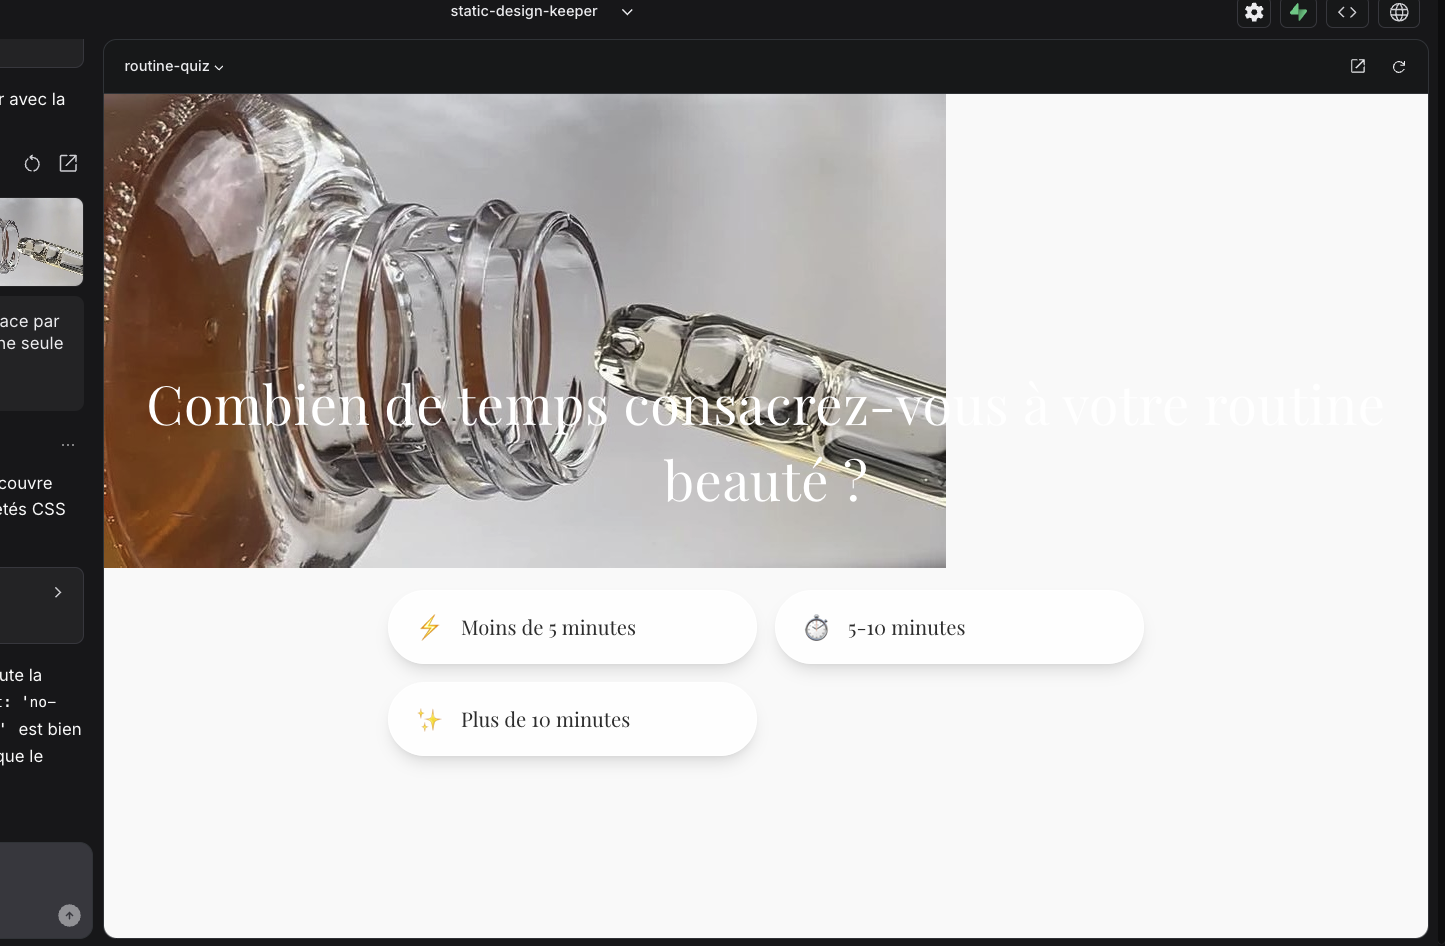 static-design-keeper
routine-quiz
r avec la
ace par
ne seule
...
couvre
étés CSS
ute la
t: 'no-
' est bien
que le
Combien de temps consacrez-vous à votre routine
beauté ?
⚡ Moins de 5 minutes
⏱️ 5-10 minutes
✨ Plus de 10 minutes